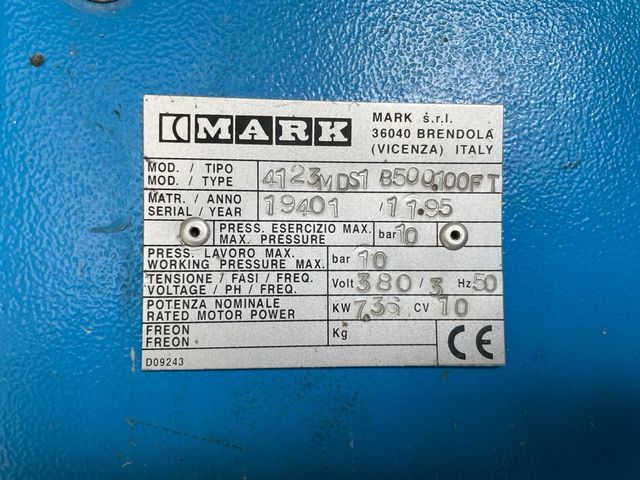 MARK
MARK s.r.l.
36040 BRENDOLA
(VICENZA) ITALY
MOD. / TIPO
MOD. / TYPE
4123MDS1 B500.100FT
MATR. / ANNO
SERIAL / YEAR
19401 /11.95
PRESS. ESERCIZIO MAX.
MAX. PRESSURE
bar 10
PRESS. LAVORO MAX.
WORKING PRESSURE MAX.
bar 10
TENSIONE / FASI / FREQ.
VOLTAGE / PH / FREQ.
Volt 380 / 3 Hz 50
POTENZA NOMINALE
RATED MOTOR POWER
KW 7,36 CV 10
FREON
FREON
Kg
CE
D09243